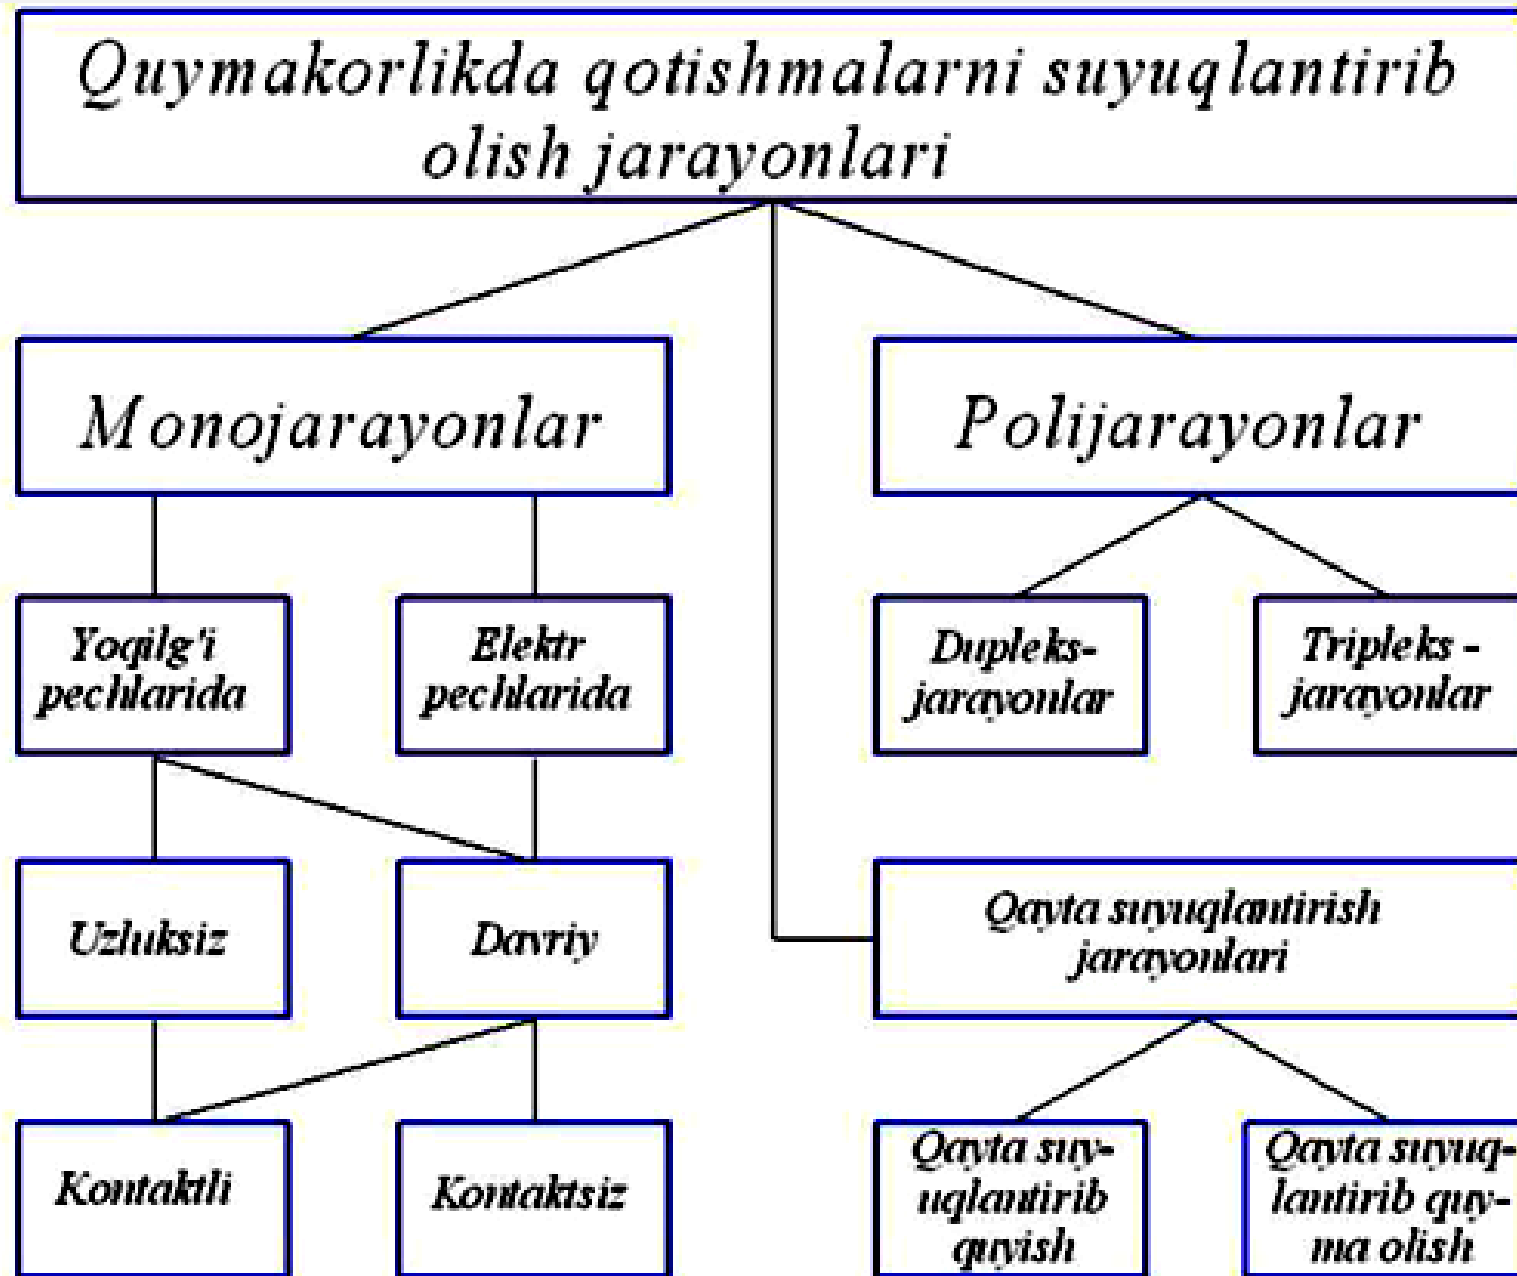 Quymakorlikda qotishmalarni suyuqlantirib
olish jarayonlari
Monojarayonlar
Polijarayonlar
Yoqilg'i
pechlarida
Elektr
pechlarida
Dupleks-
jarayonlar
Tripleks -
jarayonlar
Uzluksiz
Davriy
Qayta suyuqlantirish
jarayonlari
Kontaktli
Kontaktsiz
Qayta suy-
uqlantirib
quyish
Qayta suyuq-
lantirib quy-
ma olish